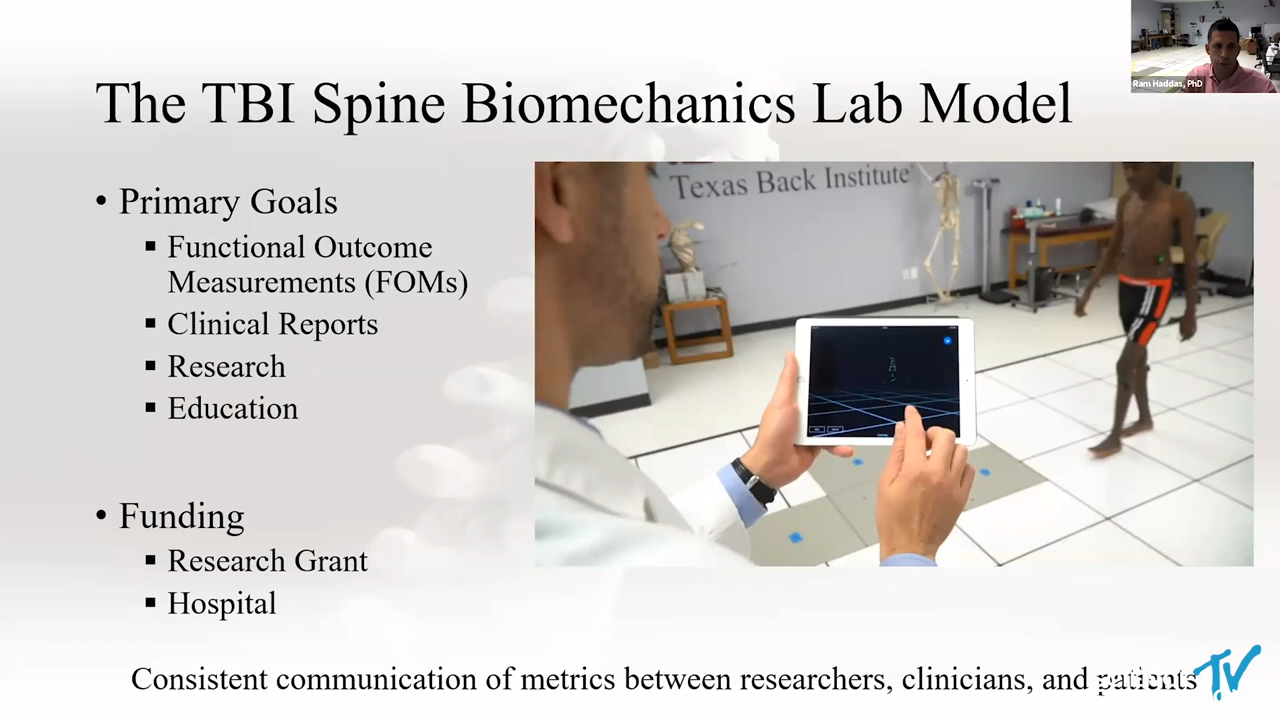 Ram Haddas, PhD
The TBI Spine Biomechanics Lab Model
• Primary Goals
▪ Functional Outcome
Measurements (FOMs)
▪ Clinical Reports
▪ Research
▪ Education
Texas Back Institute
• Funding
▪ Research Grant
▪ Hospital
Consistent communication of metrics between researchers, clinicians, and patients
TV